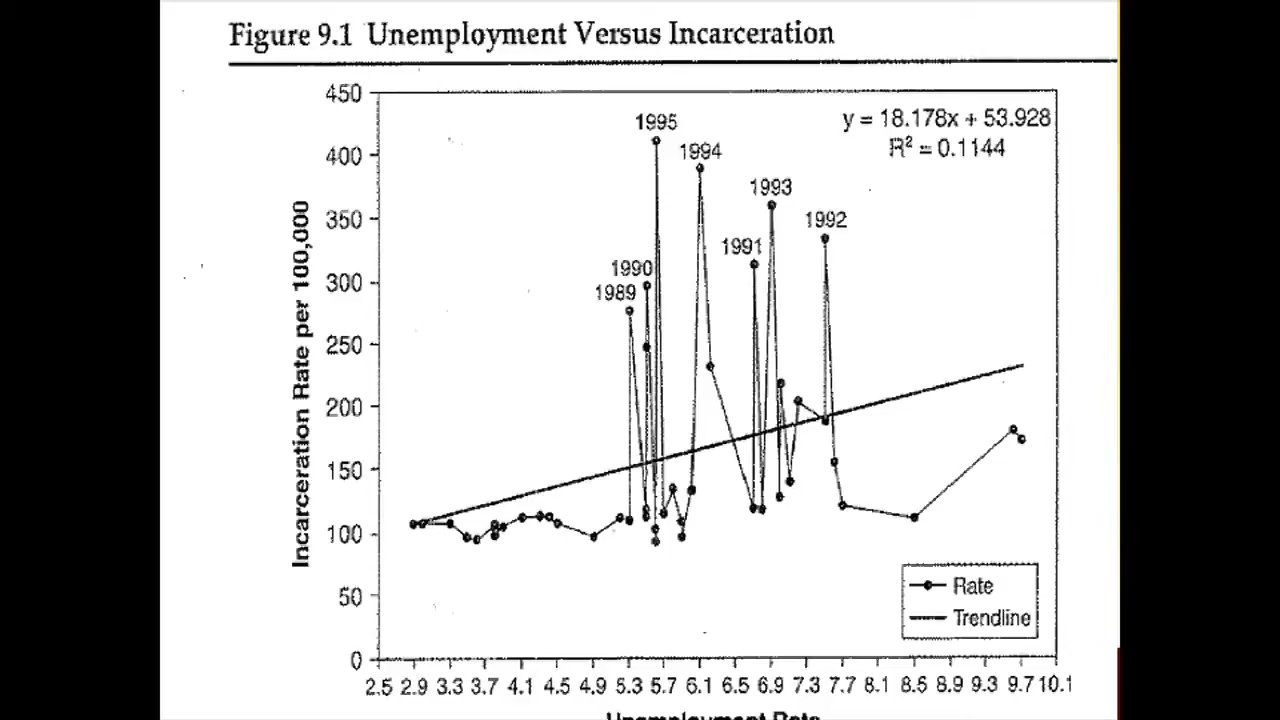 Figure 9.1 Unemployment Versus Incarceration
450
400
350
300
250
200
150
100
50
0
Incarceration Rate per 100,000
y = 18.178x + 53.928
R² = 0.1144
1995
1994
1993
1992
1991
1990
1989
Rate
Trendline
2.5 2.9 3.3 3.7 4.1 4.5 4.9 5.3 5.7 6.1 6.5 6.9 7.3 7.7 8.1 8.5 8.9 9.3 9.7 10.1
Unemployment Rate